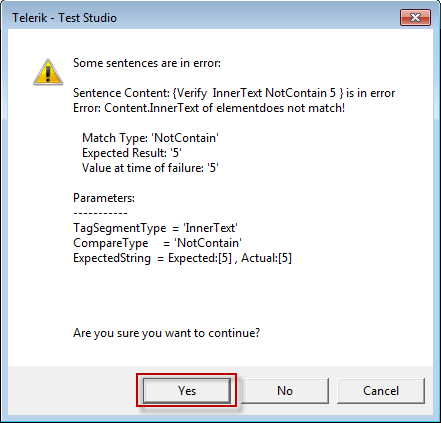 Telerik - Test Studio
Some sentences are in error:
Sentence Content: {Verify  InnerText NotContain 5 } is in error
Error: Content.InnerText of elementdoes not match!
Match Type: 'NotContain'
Expected Result: '5'
Value at time of failure: '5'
Parameters:
-----------
TagSegmentType = 'InnerText'
CompareType = 'NotContain'
ExpectedString = Expected:[5] , Actual:[5]
Are you sure you want to continue?
Yes No Cancel